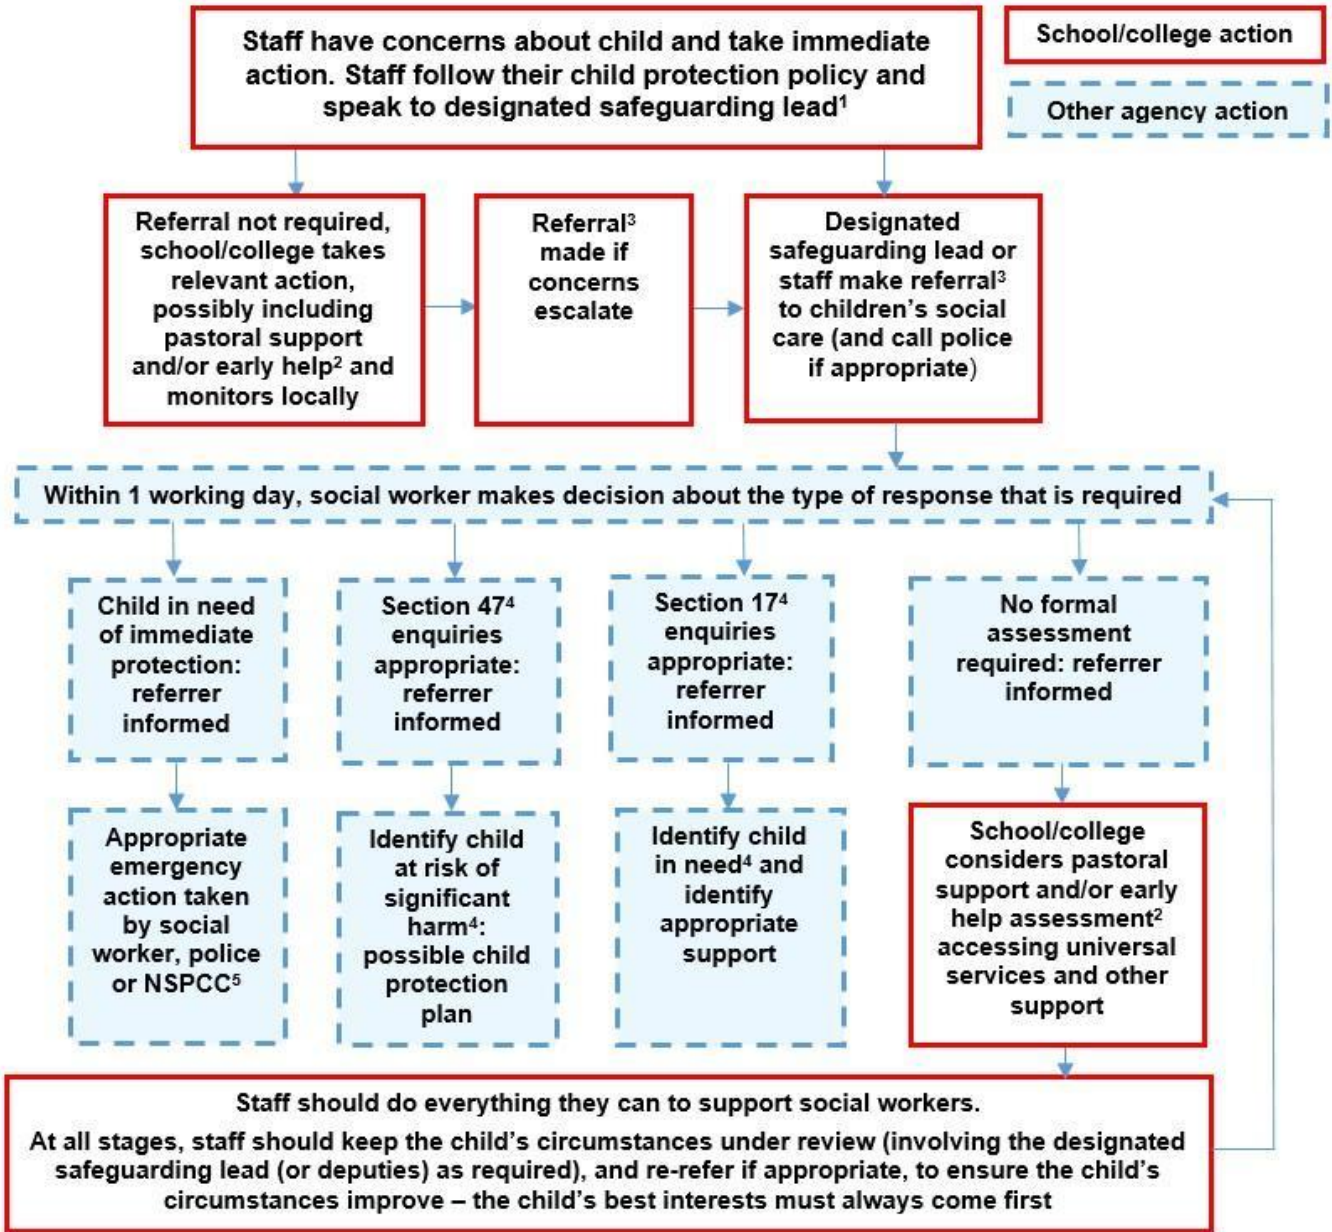 Staff have concerns about child and take immediate
action. Staff follow their child protection policy and
speak to designated safeguarding lead¹
School/college action
Other agency action
Referral not required,
school/college takes
relevant action,
possibly including
pastoral support
and/or early help² and
monitors locally
Referral³
made if
concerns
escalate
Designated
safeguarding lead or
staff make referral³
to children's social
care (and call police
if appropriate)
Within 1 working day, social worker makes decision about the type of response that is required
Child in need
of immediate
protection:
referrer
informed
Section 47⁴
enquiries
appropriate:
referrer
informed
Section 17⁴
enquiries
appropriate:
referrer
informed
No formal
assessment
required: referrer
informed
Appropriate
emergency
action taken
by social
worker, police
or NSPCC⁵
Identify child
at risk of
significant
harm⁴:
possible child
protection
plan
Identify child
in need⁴ and
identify
appropriate
support
School/college
considers pastoral
support and/or early
help assessment²
accessing universal
services and other
support
Staff should do everything they can to support social workers.
At all stages, staff should keep the child's circumstances under review (involving the designated
safeguarding lead (or deputies) as required), and re-refer if appropriate, to ensure the child's
circumstances improve – the child's best interests must always come first